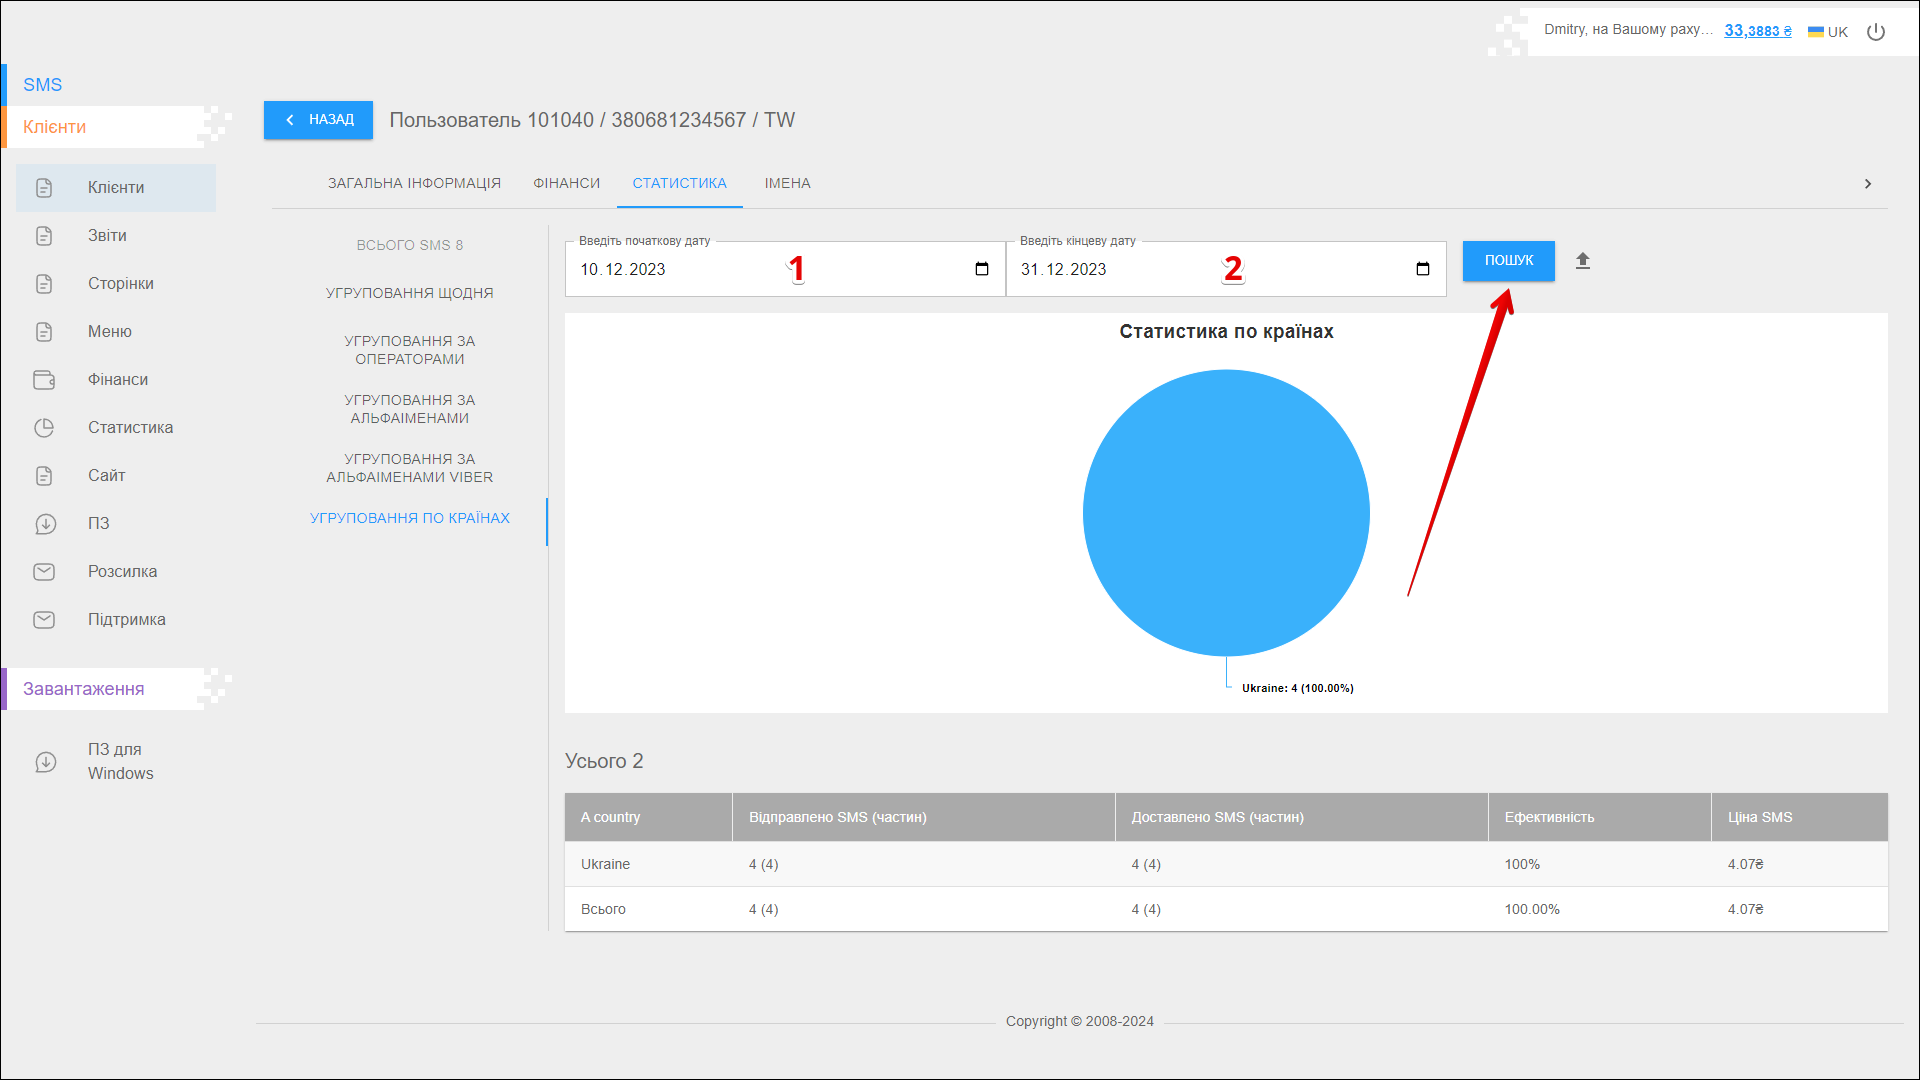 Dmitry, на Вашому раху... 33,3883 ₴ UK
SMS
Клієнти
НАЗАД
Пользователь 101040 / 380681234567 / TW
Клієнти
Звіти
Сторінки
Меню
Фінанси
Статистика
Сайт
ПЗ
Розсилка
Підтримка
Завантаження
ПЗ для
Windows
ЗАГАЛЬНА ІНФОРМАЦІЯ ФІНАНСИ СТАТИСТИКА ІМЕНА
ВСЬОГО SMS 8
УГРУПОВАННЯ ЩОДНЯ
УГРУПОВАННЯ ЗА
ОПЕРАТОРАМИ
УГРУПОВАННЯ ЗА
АЛЬФАІМЕНАМИ
УГРУПОВАННЯ ЗА
АЛЬФАІМЕНАМИ VIBER
УГРУПОВАННЯ ПО КРАЇНАХ
Введіть початкову дату
10.12.2023 1
Введіть кінцеву дату
31.12.2023 2
ПОШУК
Статистика по країнах
Ukraine: 4 (100.00%)
Усього 2
A country Відправлено SMS (частин) Доставлено SMS (частин) Ефективність Ціна SMS
Ukraine 4 (4) 4 (4) 100% 4.07₴
Всього 4 (4) 4 (4) 100.00% 4.07₴
Copyright © 2008-2024